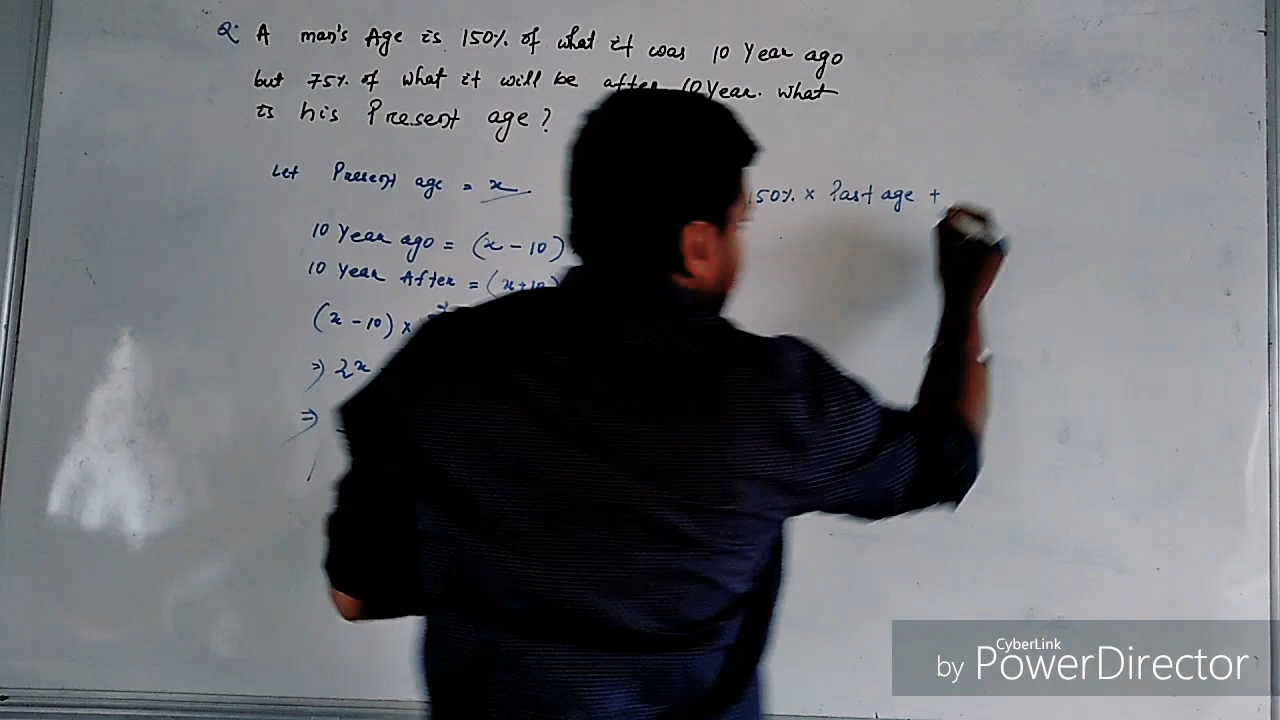 Q: A man's Age is 150% of what it was 10 Year ago
but 75% of what it will be after 10 Year. what
is his Present age?
Let Present age = x
150% × Past age +
10 Year ago = (x - 10)
10 Year After = (x+10)
(x - 10) ×
⇒ 2x
⇒
CyberLink
by PowerDirector